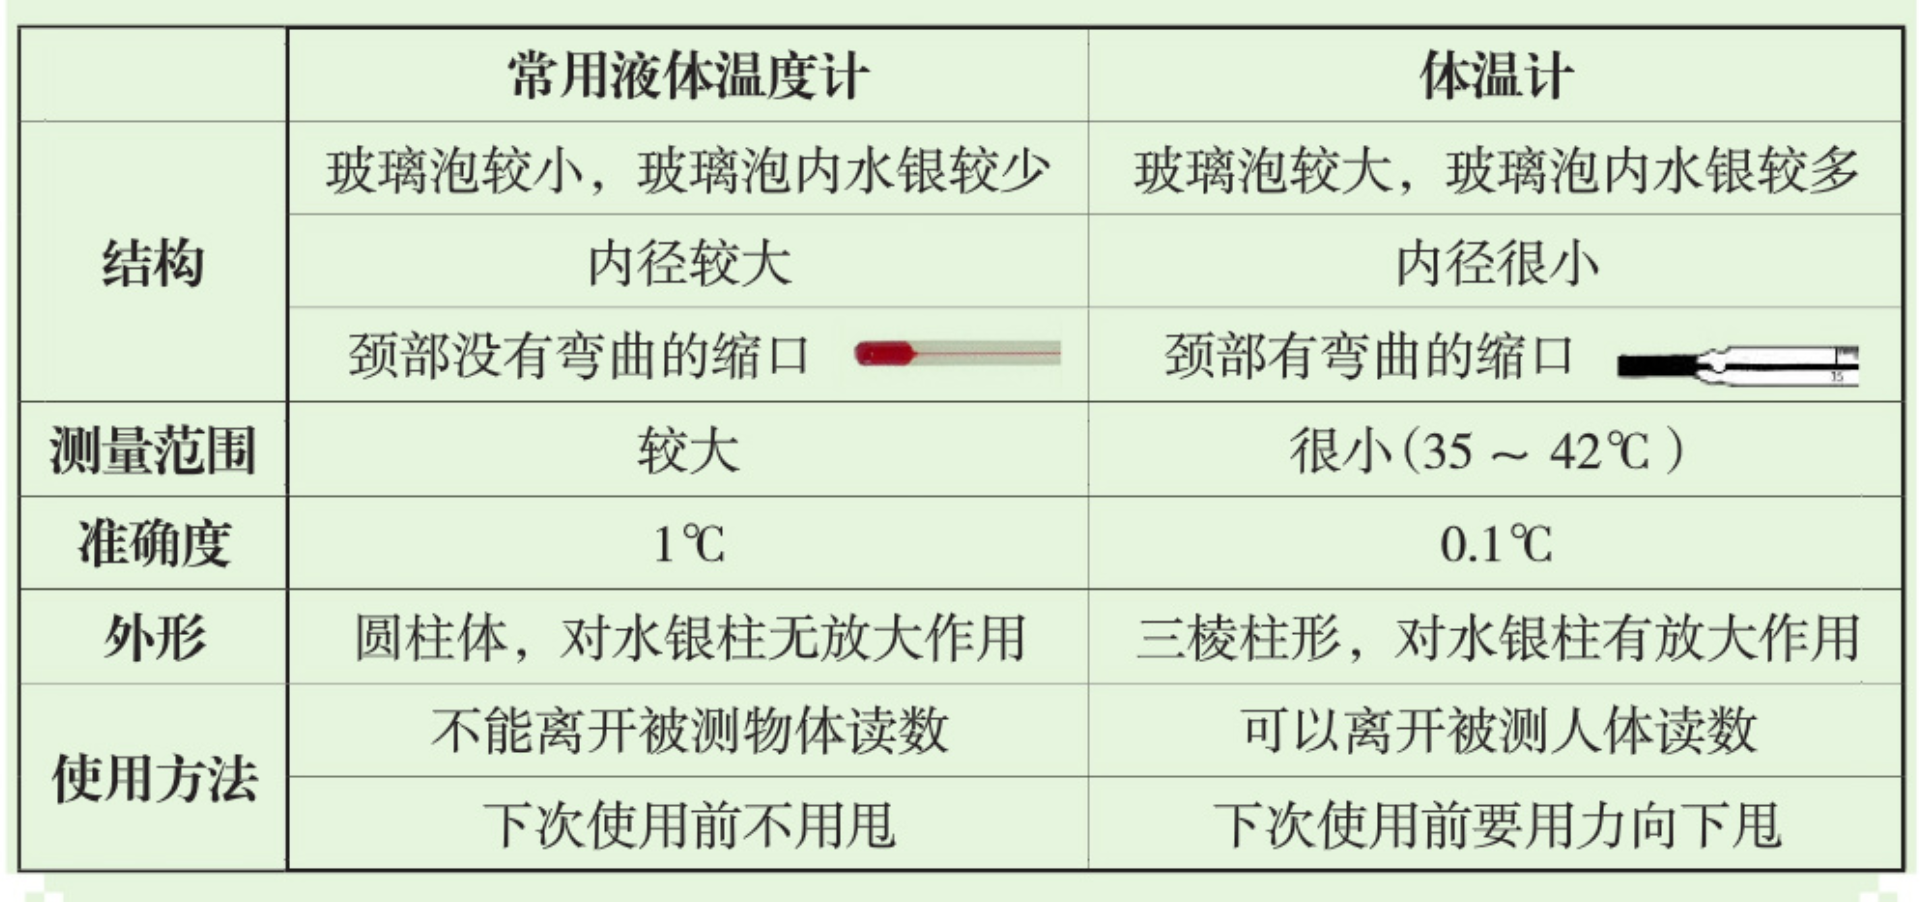 常用液体温度计 体温计
结构
玻璃泡较小，玻璃泡内水银较少 玻璃泡较大，玻璃泡内水银较多
内径较大 内径很小
颈部没有弯曲的缩口 颈部有弯曲的缩口 35
测量范围 较大 很小（35 ～ 42℃ ）
准确度 1℃ 0.1℃
外形 圆柱体，对水银柱无放大作用 三棱柱形，对水银柱有放大作用
使用方法
不能离开被测物体读数 可以离开被测人体读数
下次使用前不用甩 下次使用前要用力向下甩